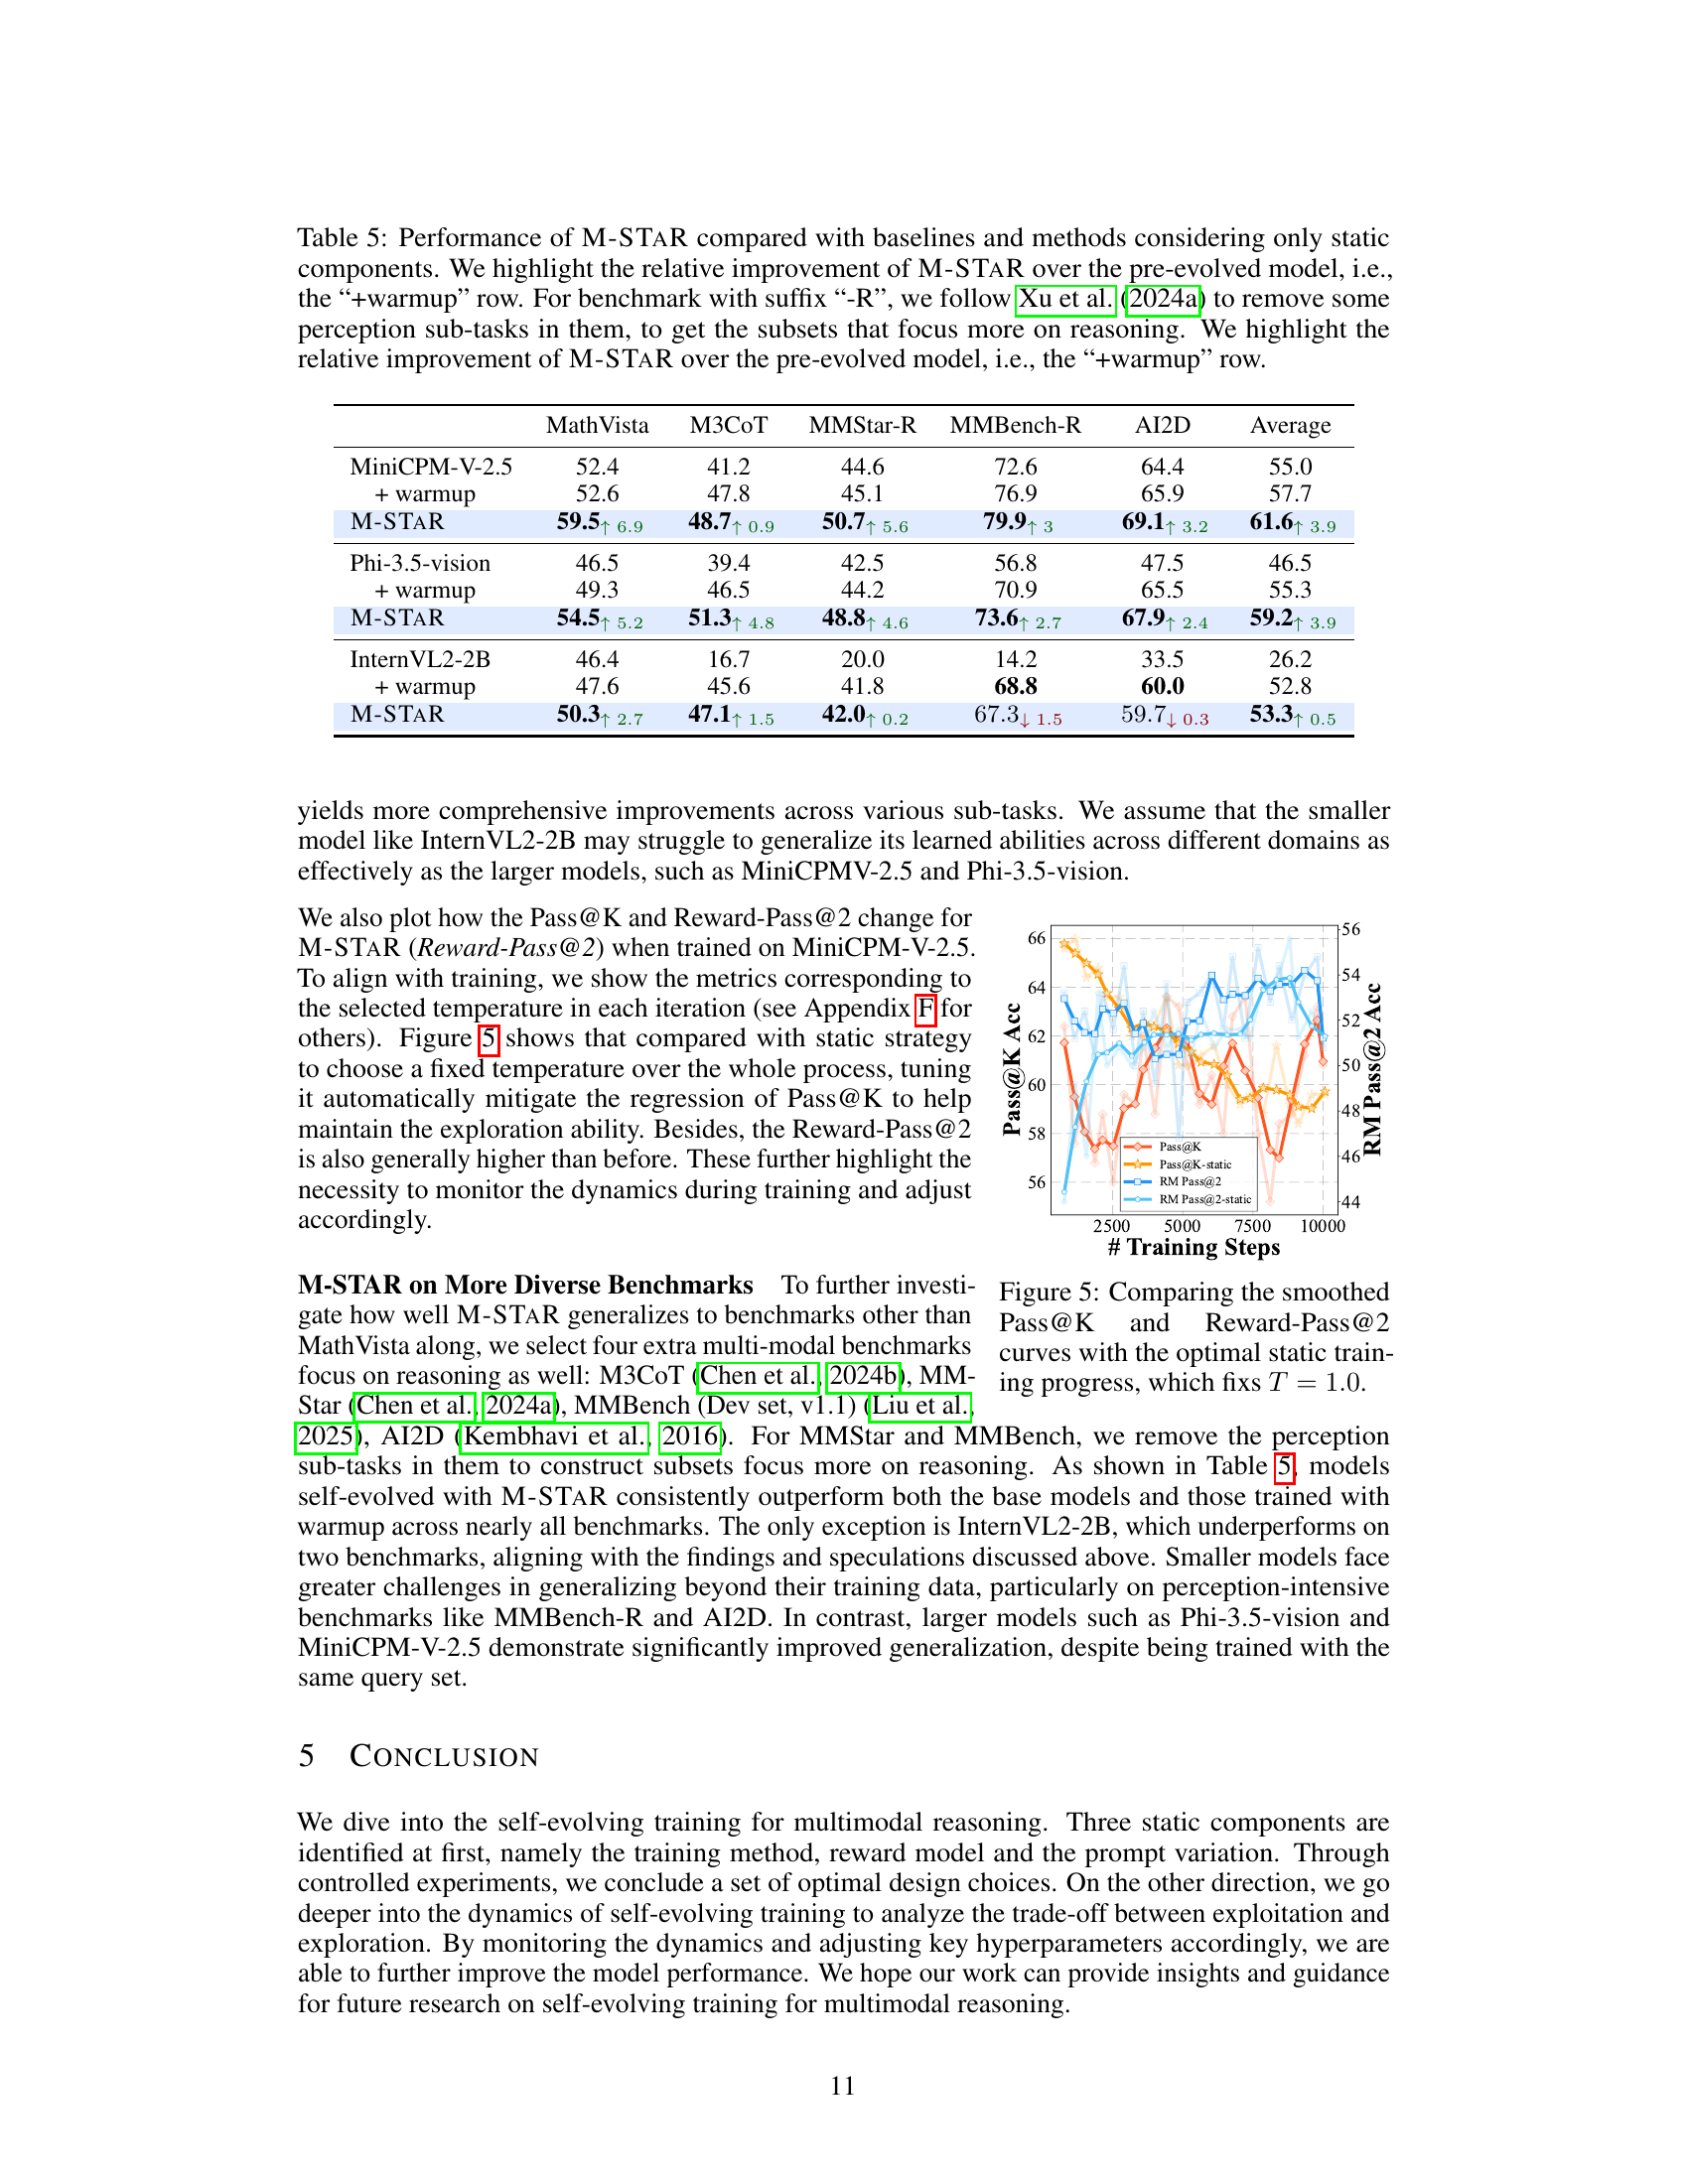 Table 5: Performance of M-STAR compared with baselines and methods considering only static
components. We highlight the relative improvement of M-STAR over the pre-evolved model, i.e.,
the “+warmup” row. For benchmark with suffix “-R”, we follow Xu et al. (2024a) to remove some
perception sub-tasks in them, to get the subsets that focus more on reasoning. We highlight the
relative improvement of M-STAR over the pre-evolved model, i.e., the “+warmup” row.
MathVista M3CoT MMStar-R MMBench-R AI2D Average
MiniCPM-V-2.5 52.4 41.2 44.6 72.6 64.4 55.0
+ warmup 52.6 47.8 45.1 76.9 65.9 57.7
M-STAR 59.5↑ 6.9 48.7↑ 0.9 50.7↑ 5.6 79.9↑ 3 69.1↑ 3.2 61.6↑ 3.9
Phi-3.5-vision 46.5 39.4 42.5 56.8 47.5 46.5
+ warmup 49.3 46.5 44.2 70.9 65.5 55.3
M-STAR 54.5↑ 5.2 51.3↑ 4.8 48.8↑ 4.6 73.6↑ 2.7 67.9↑ 2.4 59.2↑ 3.9
InternVL2-2B 46.4 16.7 20.0 14.2 33.5 26.2
+ warmup 47.6 45.6 41.8 68.8 60.0 52.8
M-STAR 50.3↑ 2.7 47.1↑ 1.5 42.0↑ 0.2 67.3↓ 1.5 59.7↓ 0.3 53.3↑ 0.5
yields more comprehensive improvements across various sub-tasks. We assume that the smaller
model like InternVL2-2B may struggle to generalize its learned abilities across different domains as
effectively as the larger models, such as MiniCPMV-2.5 and Phi-3.5-vision.
We also plot how the Pass@K and Reward-Pass@2 change for
M-STAR (Reward-Pass@2) when trained on MiniCPM-V-2.5.
To align with training, we show the metrics corresponding to
the selected temperature in each iteration (see Appendix F for
others). Figure 5 shows that compared with static strategy
to choose a fixed temperature over the whole process, tuning
it automatically mitigate the regression of Pass@K to help
maintain the exploration ability. Besides, the Reward-Pass@2
is also generally higher than before. These further highlight the
necessity to monitor the dynamics during training and adjust
accordingly.
66
64
62
60
58
56
Pass@K Acc
56
54
52
50
48
46
44
RM Pass@2 Acc
Pass@K
Pass@K-static
RM Pass@2
RM Pass@2-static
2500 5000 7500 10000
# Training Steps
Figure 5: Comparing the smoothed
Pass@K and Reward-Pass@2
curves with the optimal static train-
ing progress, which fixs T = 1.0.
M-STAR on More Diverse Benchmarks To further investi-
gate how well M-STAR generalizes to benchmarks other than
MathVista along, we select four extra multi-modal benchmarks
focus on reasoning as well: M3CoT (Chen et al., 2024b), MM-
Star (Chen et al., 2024a), MMBench (Dev set, v1.1) (Liu et al.,
2025), AI2D (Kembhavi et al., 2016). For MMStar and MMBench, we remove the perception
sub-tasks in them to construct subsets focus more on reasoning. As shown in Table 5, models
self-evolved with M-STAR consistently outperform both the base models and those trained with
warmup across nearly all benchmarks. The only exception is InternVL2-2B, which underperforms on
two benchmarks, aligning with the findings and speculations discussed above. Smaller models face
greater challenges in generalizing beyond their training data, particularly on perception-intensive
benchmarks like MMBench-R and AI2D. In contrast, larger models such as Phi-3.5-vision and
MiniCPM-V-2.5 demonstrate significantly improved generalization, despite being trained with the
same query set.
5 CONCLUSION
We dive into the self-evolving training for multimodal reasoning. Three static components are
identified at first, namely the training method, reward model and the prompt variation. Through
controlled experiments, we conclude a set of optimal design choices. On the other direction, we go
deeper into the dynamics of self-evolving training to analyze the trade-off between exploitation and
exploration. By monitoring the dynamics and adjusting key hyperparameters accordingly, we are
able to further improve the model performance. We hope our work can provide insights and guidance
for future research on self-evolving training for multimodal reasoning.
11